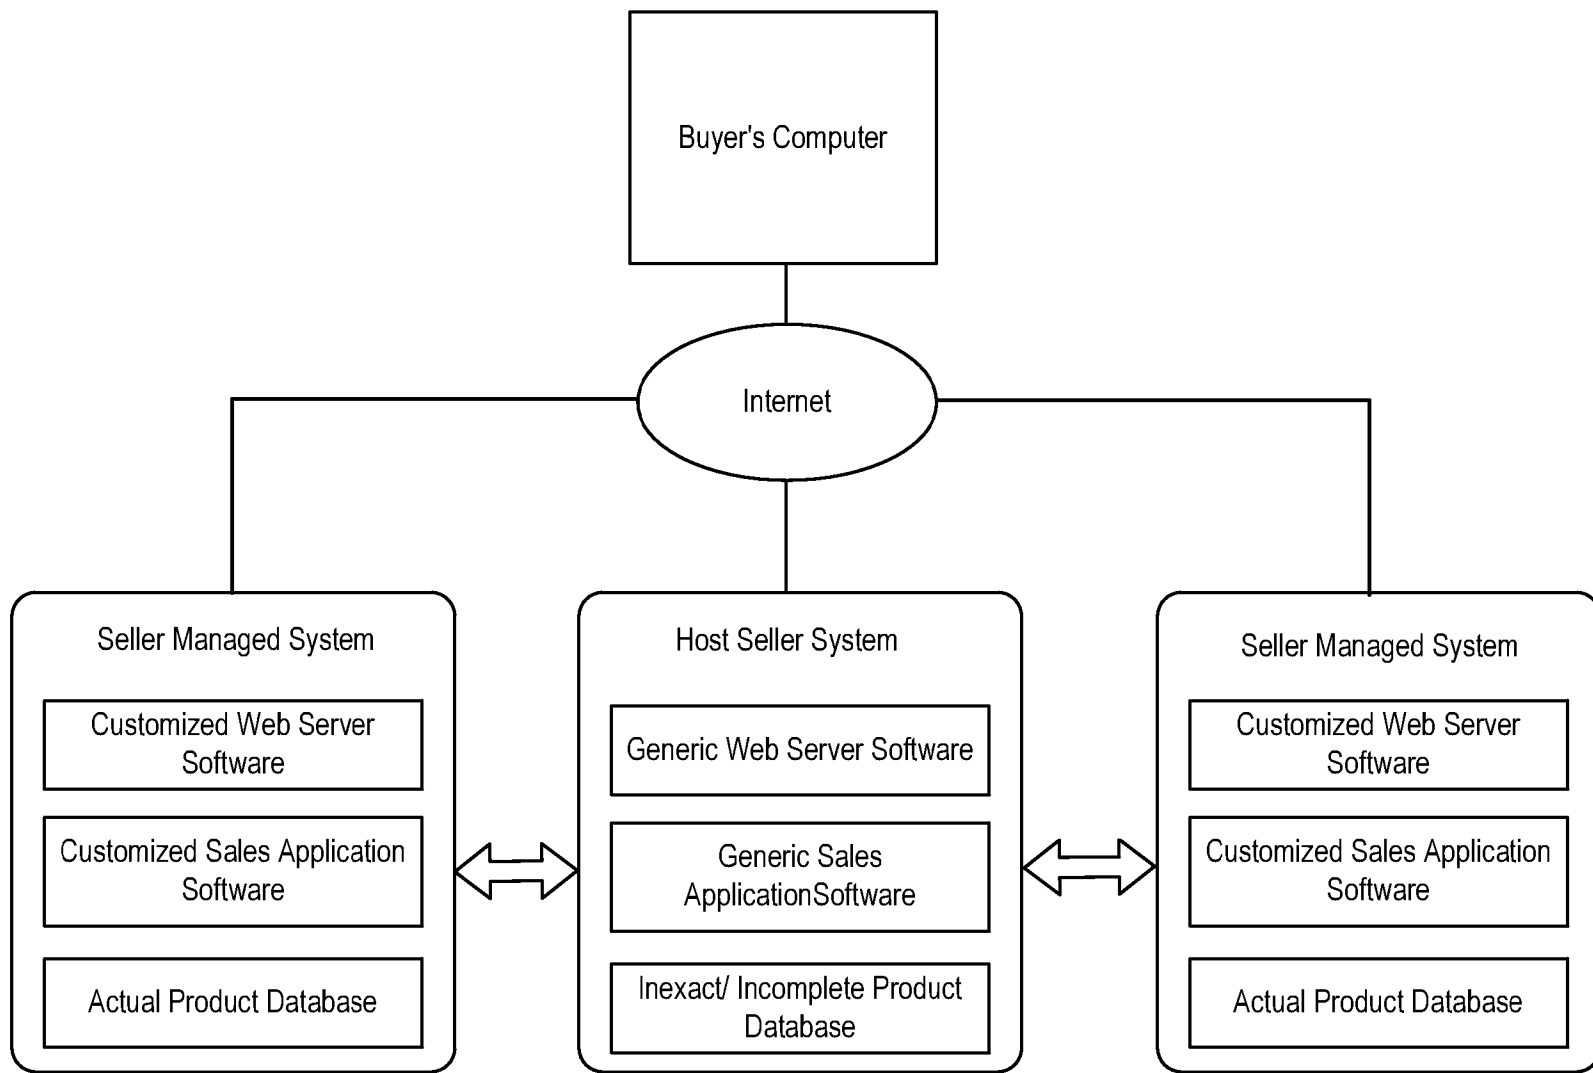 Buyer's Computer
Internet
Seller Managed System
Customized Web Server
Software
Customized Sales Application
Software
Actual Product Database
Host Seller System
Generic Web Server Software
Generic Sales
ApplicationSoftware
Inexact/ Incomplete Product
Database
Seller Managed System
Customized Web Server
Software
Customized Sales Application
Software
Actual Product Database